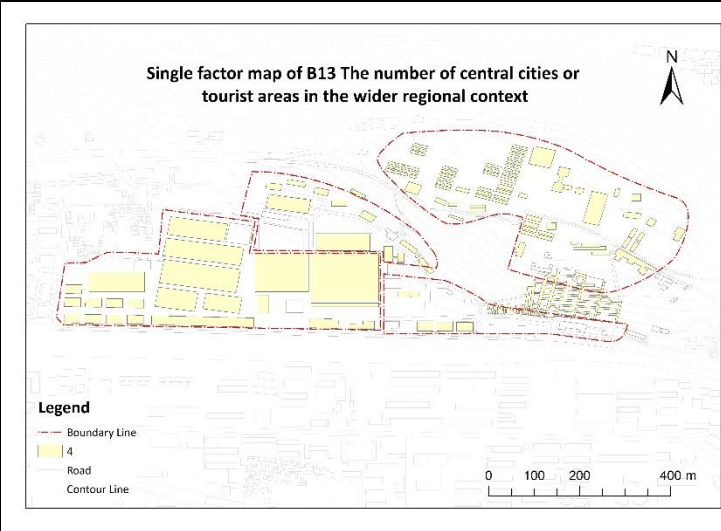 Single factor map of B13 The number of central cities or
tourist areas in the wider regional context
N
Legend
Boundary Line
4
Road
Contour Line
0 100 200 400 m